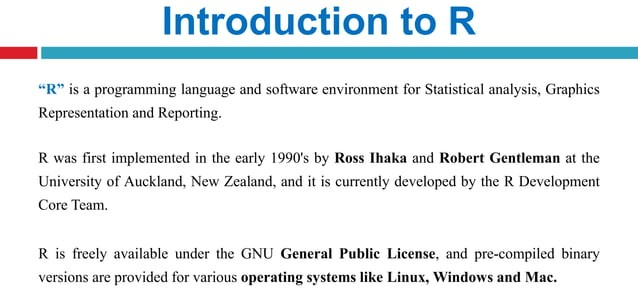 Introduction to R
“R” is a programming language and software environment for Statistical analysis, Graphics
Representation and Reporting.
R was first implemented in the early 1990's by Ross Ihaka and Robert Gentleman at the
University of Auckland, New Zealand, and it is currently developed by the R Development
Core Team.
R is freely available under the GNU General Public License, and pre-compiled binary
versions are provided for various operating systems like Linux, Windows and Mac.